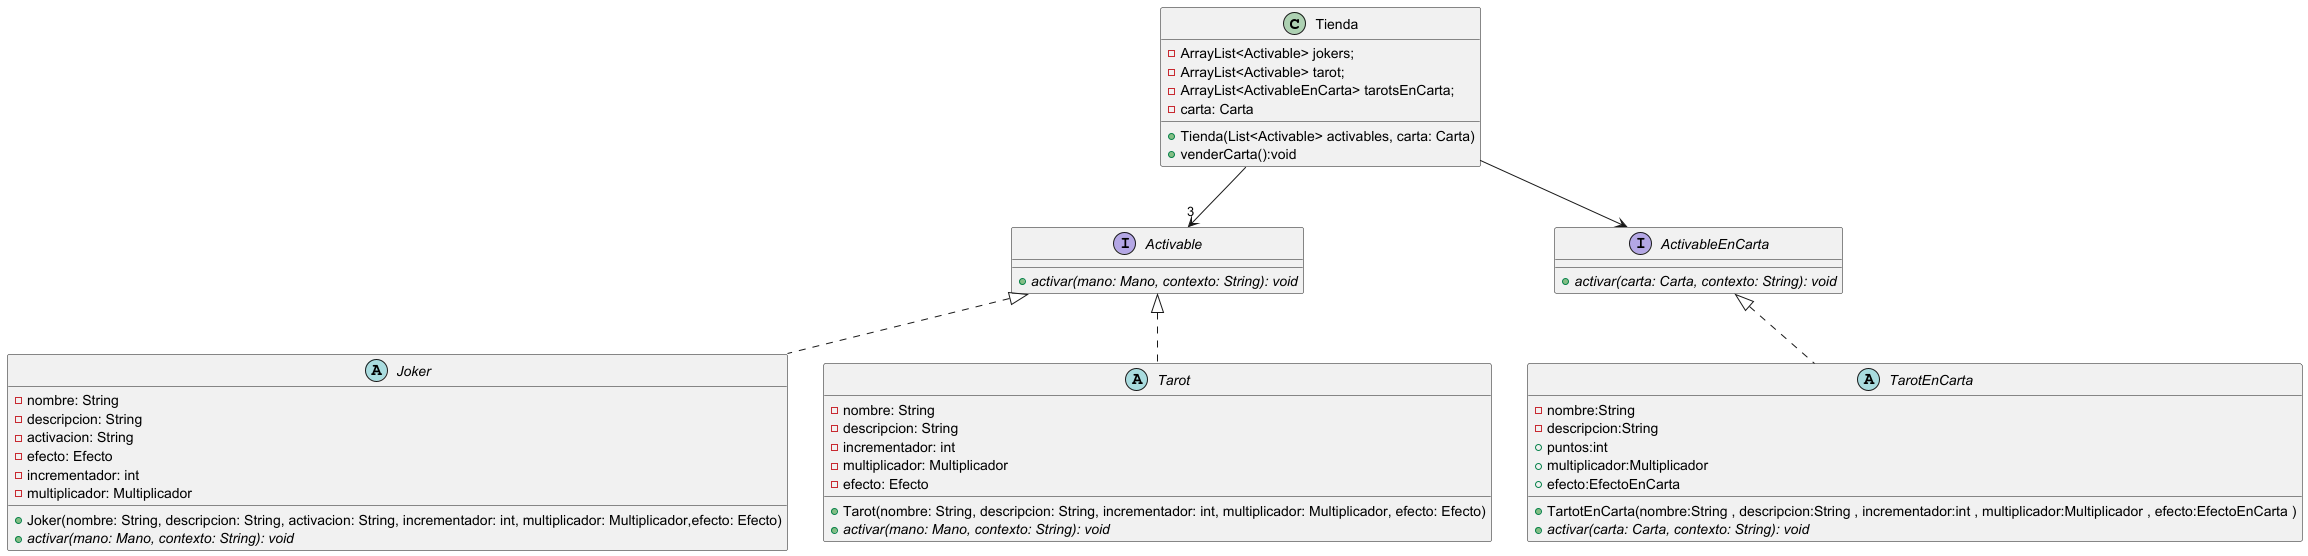 C Tienda
ArrayList<Activable> jokers;
ArrayList<Activable> tarot;
ArrayList<ActivableEnCarta> tarotsEnCarta;
carta: Carta
Tienda(List<Activable> activables, carta: Carta)
venderCarta():void
3
I Activable
activar(mano: Mano, contexto: String): void
I ActivableEnCarta
activar(carta: Carta, contexto: String): void
A Joker
nombre: String
descripcion: String
activacion: String
efecto: Efecto
incrementador: int
multiplicador: Multiplicador
Joker(nombre: String, descripcion: String, activacion: String, incrementador: int, multiplicador: Multiplicador,efecto: Efecto)
activar(mano: Mano, contexto: String): void
A Tarot
nombre: String
descripcion: String
incrementador: int
multiplicador: Multiplicador
efecto: Efecto
Tarot(nombre: String, descripcion: String, incrementador: int, multiplicador: Multiplicador, efecto: Efecto)
activar(mano: Mano, contexto: String): void
A TarotEnCarta
nombre:String
descripcion:String
puntos:int
multiplicador:Multiplicador
efecto:EfectoEnCarta
TartotEnCarta(nombre:String , descripcion:String , incrementador:int , multiplicador:Multiplicador , efecto:EfectoEnCarta )
activar(carta: Carta, contexto: String): void